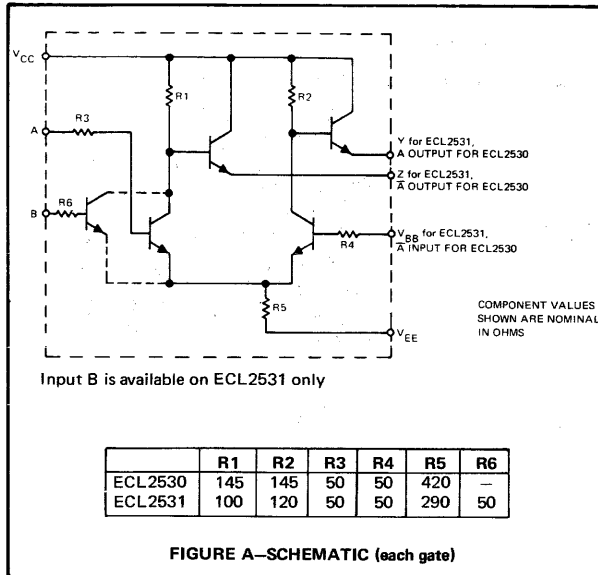 VCC
R1
R2
R3
A
Y for ECL2531,
A OUTPUT FOR ECL2530
Z for ECL2531,
A̅ OUTPUT FOR ECL2530
B
R6
VBB for ECL2531,
A̅ INPUT FOR ECL2530
R4
R5
COMPONENT VALUES
SHOWN ARE NOMINAL
IN OHMS
VEE
Input B is available on ECL2531 only
R1 R2 R3 R4 R5 R6
ECL2530 145 145 50 50 420 —
ECL2531 100 120 50 50 290 50
FIGURE A—SCHEMATIC (each gate)